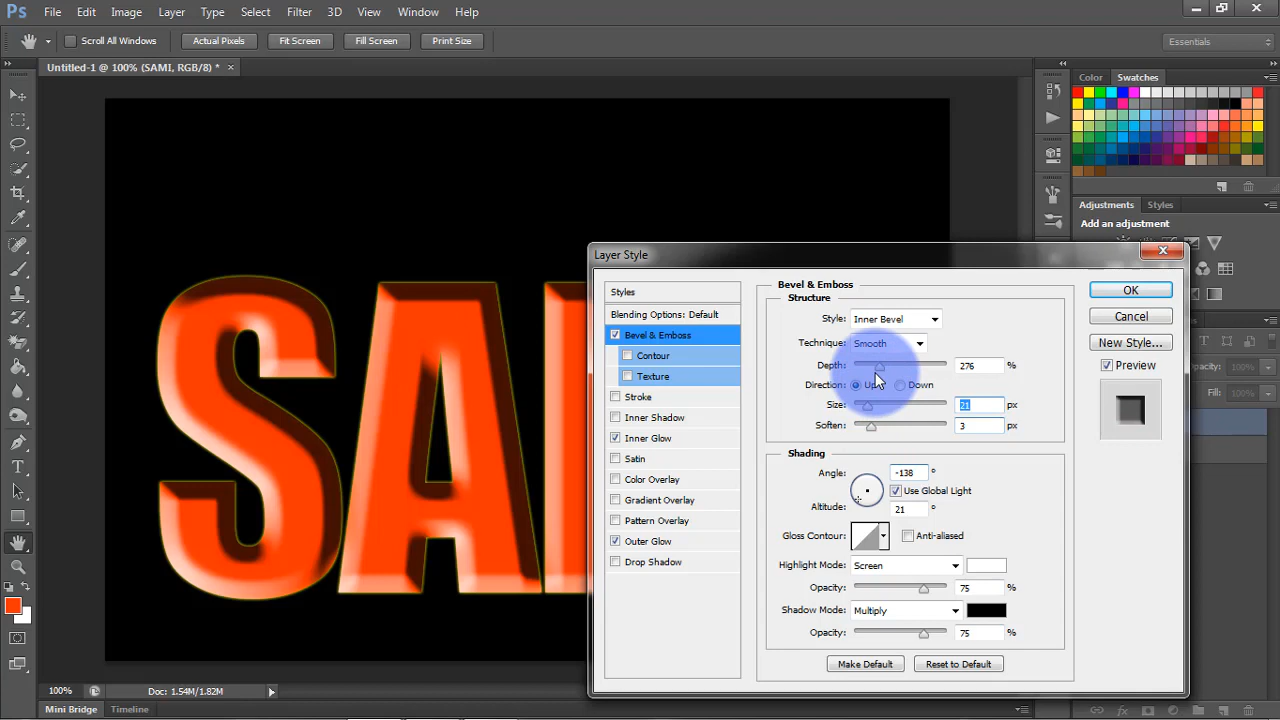 Ps File Edit Image Layer Type Select Filter 3D View Window Help
Scroll All Windows Actual Pixels Fit Screen Fill Screen Print Size Essentials
Untitled-1 @ 100% (SAMI, RGB/8) * ×
Color Swatches
Adjustments Styles
Add an adjustment
SA
Layer Style
Styles
Blending Options: Default
Bevel & Emboss
Contour
Texture
Stroke
Inner Shadow
Inner Glow
Satin
Color Overlay
Gradient Overlay
Pattern Overlay
Outer Glow
Drop Shadow
Bevel & Emboss
Structure
Style: Inner Bevel
Technique: Smooth
Depth: 276 %
Direction: Up Down
Size: 21 px
Soften: 3 px
Shading
Angle: -138 °
Use Global Light
Altitude: 21 °
Gloss Contour: Anti-aliased
Highlight Mode: Screen
Opacity: 75 %
Shadow Mode: Multiply
Opacity: 75 %
Make Default Reset to Default
OK
Cancel
New Style...
Preview
100% Doc: 1.54M/1.82M
Mini Bridge Timeline
fx